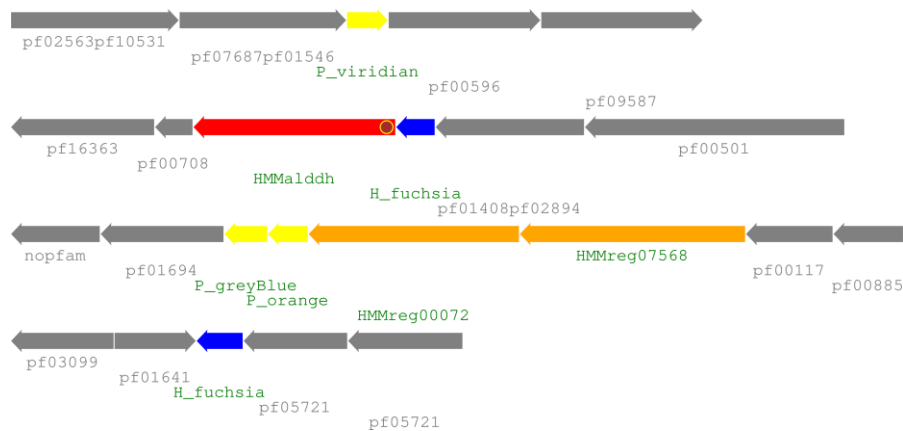 pf02563pf10531
pf07687pf01546
P_viridian
pf00596
pf09587
pf16363
pf00708
pf00501
HMMalddh
H_fuchsia
pf01408pf02894
nopfam
pf01694
HMMreg07568
pf00117
pf00885
P_greyBlue
P_orange
HMMreg00072
pf03099
pf01641
H_fuchsia
pf05721
pf05721